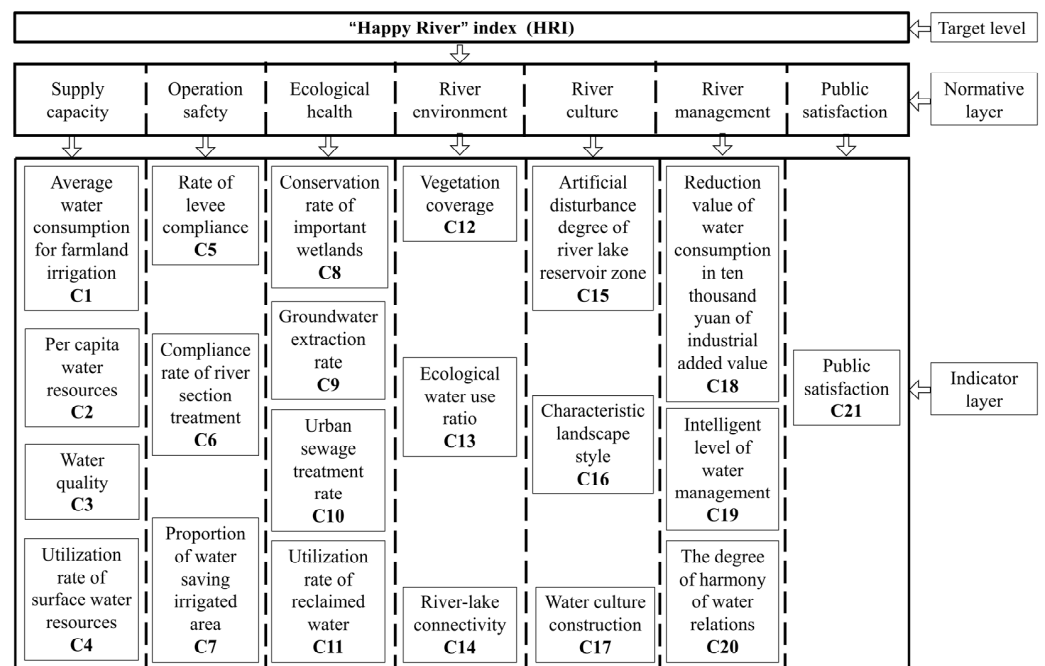 “Happy River” index (HRI)
Target level
Supply
capacity
Operation
safety
Ecological
health
River
environment
River
culture
River
management
Public
satisfaction
Normative
layer
Average
water
consumption
for farmland
irrigation
C1
Per capita
water
resources
C2
Water
quality
C3
Utilization
rate of
surface water
resources
C4
Rate of
levee
compliance
C5
Compliance
rate of river
section
treatment
C6
Proportion
of water
saving
irrigated
area
C7
Conservation
rate of
important
wetlands
C8
Groundwater
extraction
rate
C9
Urban
sewage
treatment
rate
C10
Utilization
rate of
reclaimed
water
C11
Vegetation
coverage
C12
Ecological
water use
ratio
C13
River-lake
connectivity
C14
Artificial
disturbance
degree of
river lake
reservoir zone
C15
Characteristic
landscape
style
C16
Water culture
construction
C17
Reduction
value of
water
consumption
in ten
thousand
yuan of
industrial
added value
C18
Intelligent
level of
water
management
C19
The degree
of harmony
of water
relations
C20
Public
satisfaction
C21
Indicator
layer